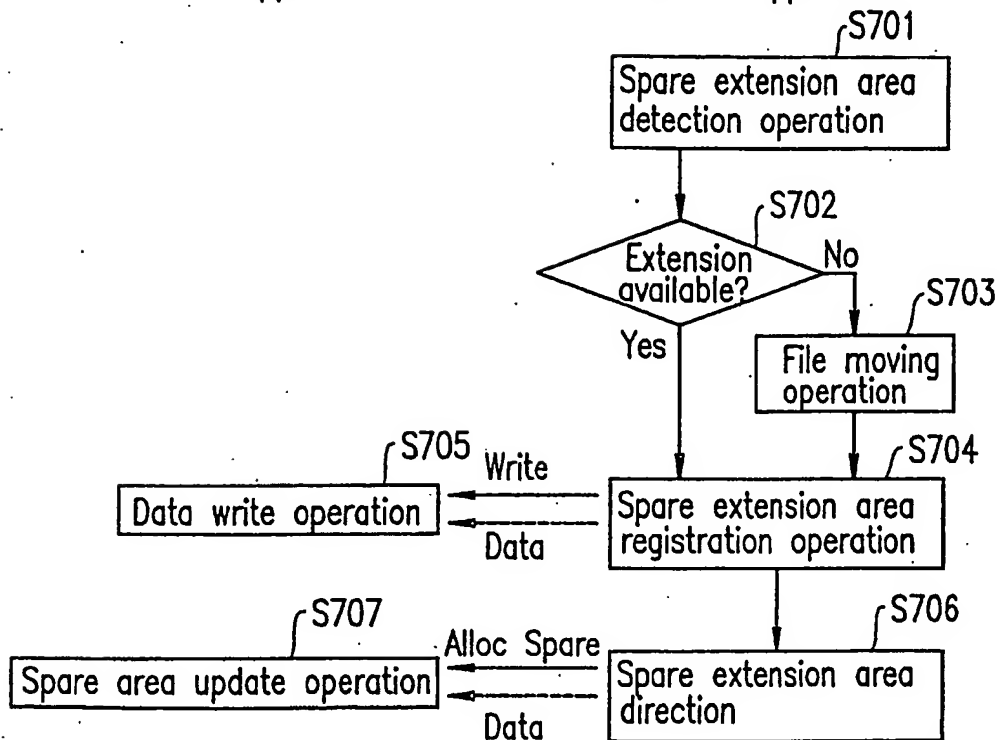 S701
Spare extension area
detection operation
S702
Extension
available?
No
Yes
S703
File moving
operation
S704
Spare extension area
registration operation
Write
Data
S705
Data write operation
S706
Spare extension area
direction
Alloc Spare
Data
S707
Spare area update operation